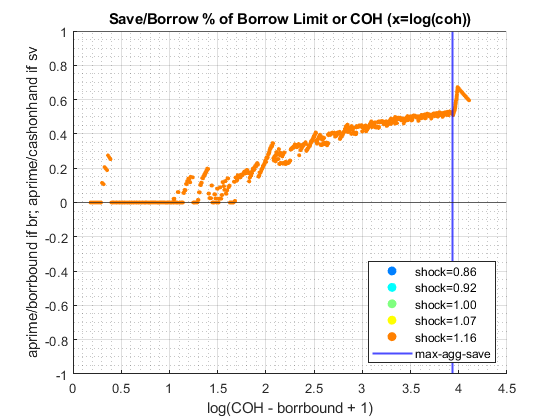 Save/Borrow % of Borrow Limit or COH (x=log(coh))
aprime/borrbound if br; aprime/cashonhand if sv
1
0.8
0.6
0.4
0.2
0
-0.2
-0.4
-0.6
-0.8
-1
shock=0.86
shock=0.92
shock=1.00
shock=1.07
shock=1.16
max-agg-save
0 0.5 1 1.5 2 2.5 3 3.5 4 4.5
log(COH - borrbound + 1)